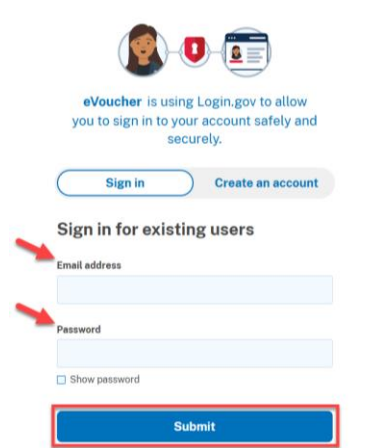 eVoucher is using Login.gov to allow
you to sign in to your account safely and
securely.
Sign in
Create an account
Sign in for existing users
Email address
Password
Show password
Submit